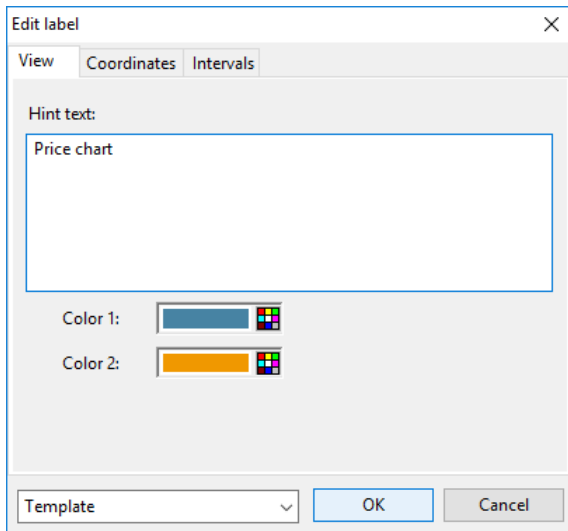 Edit label
View Coordinates Intervals
Hint text:
Price chart
Color 1:
Color 2:
Template OK Cancel